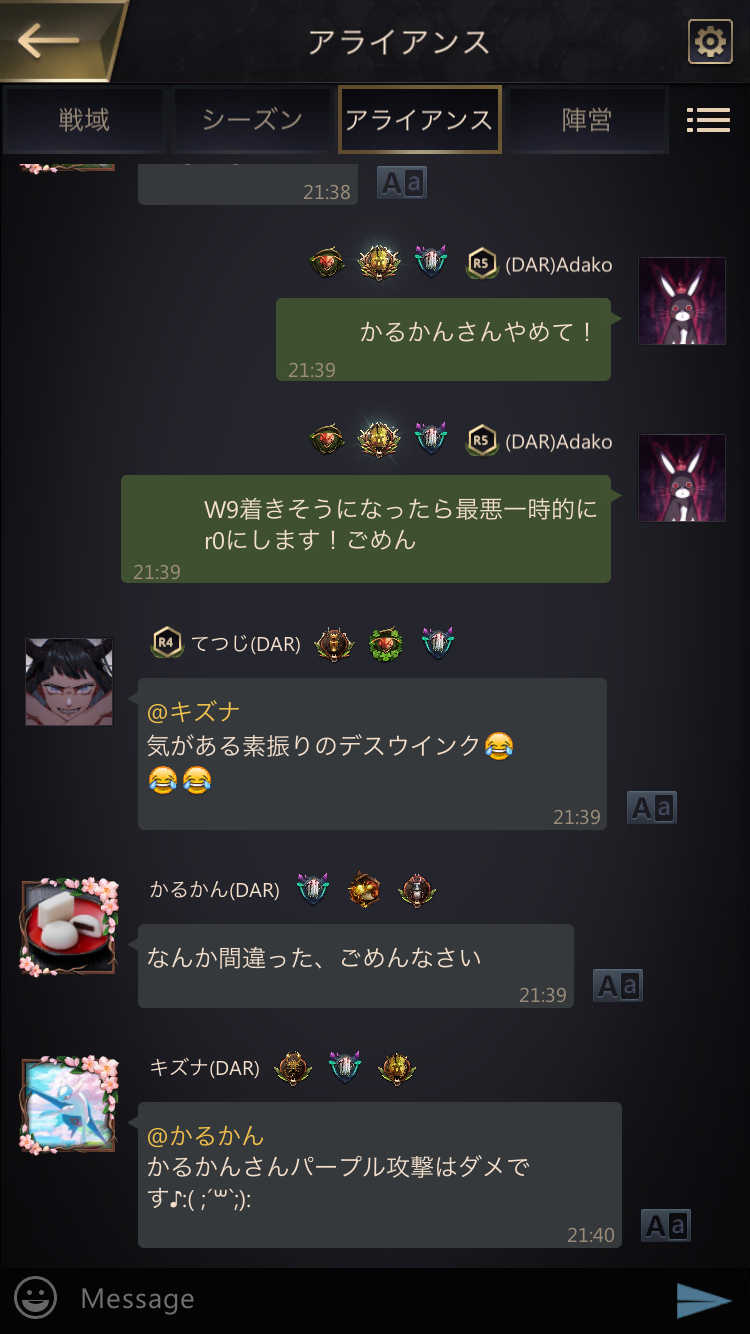 アライアンス
戦域
シーズン
アライアンス
陣営
21:38
Aa
R5 (DAR)Adako
かるかんさんやめて！
21:39
R5 (DAR)Adako
W9着きそうになったら最悪一時的に
r0にします！ごめん
21:39
R4 てつじ(DAR)
@キズナ
気がある素振りのデスウインク😂
😂😂
21:39
Aa
かるかん(DAR)
なんか間違った、ごめんなさい
21:39
Aa
キズナ(DAR)
@かるかん
かるかんさんパープル攻撃はダメで
す♪:( ;´꒳`;):
21:40
Aa
Message